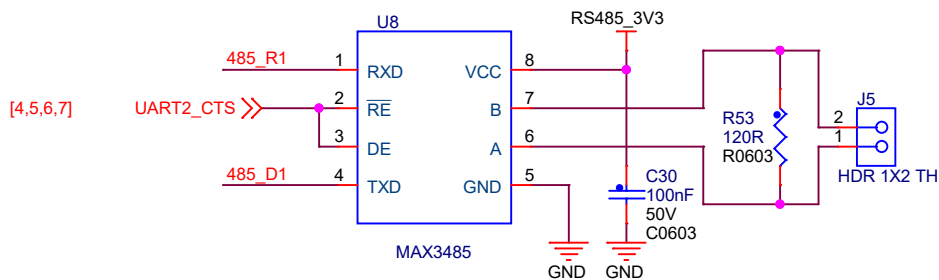 U8
RS485_3V3
485_R1 1 RXD VCC 8
[4,5,6,7] UART2_CTS 2 RE B 7
3 DE A 6
485_D1 4 TXD GND 5
R53
120R
R0603
J5
2
1
HDR 1X2 TH
C30
100nF
50V
C0603
MAX3485
GND GND